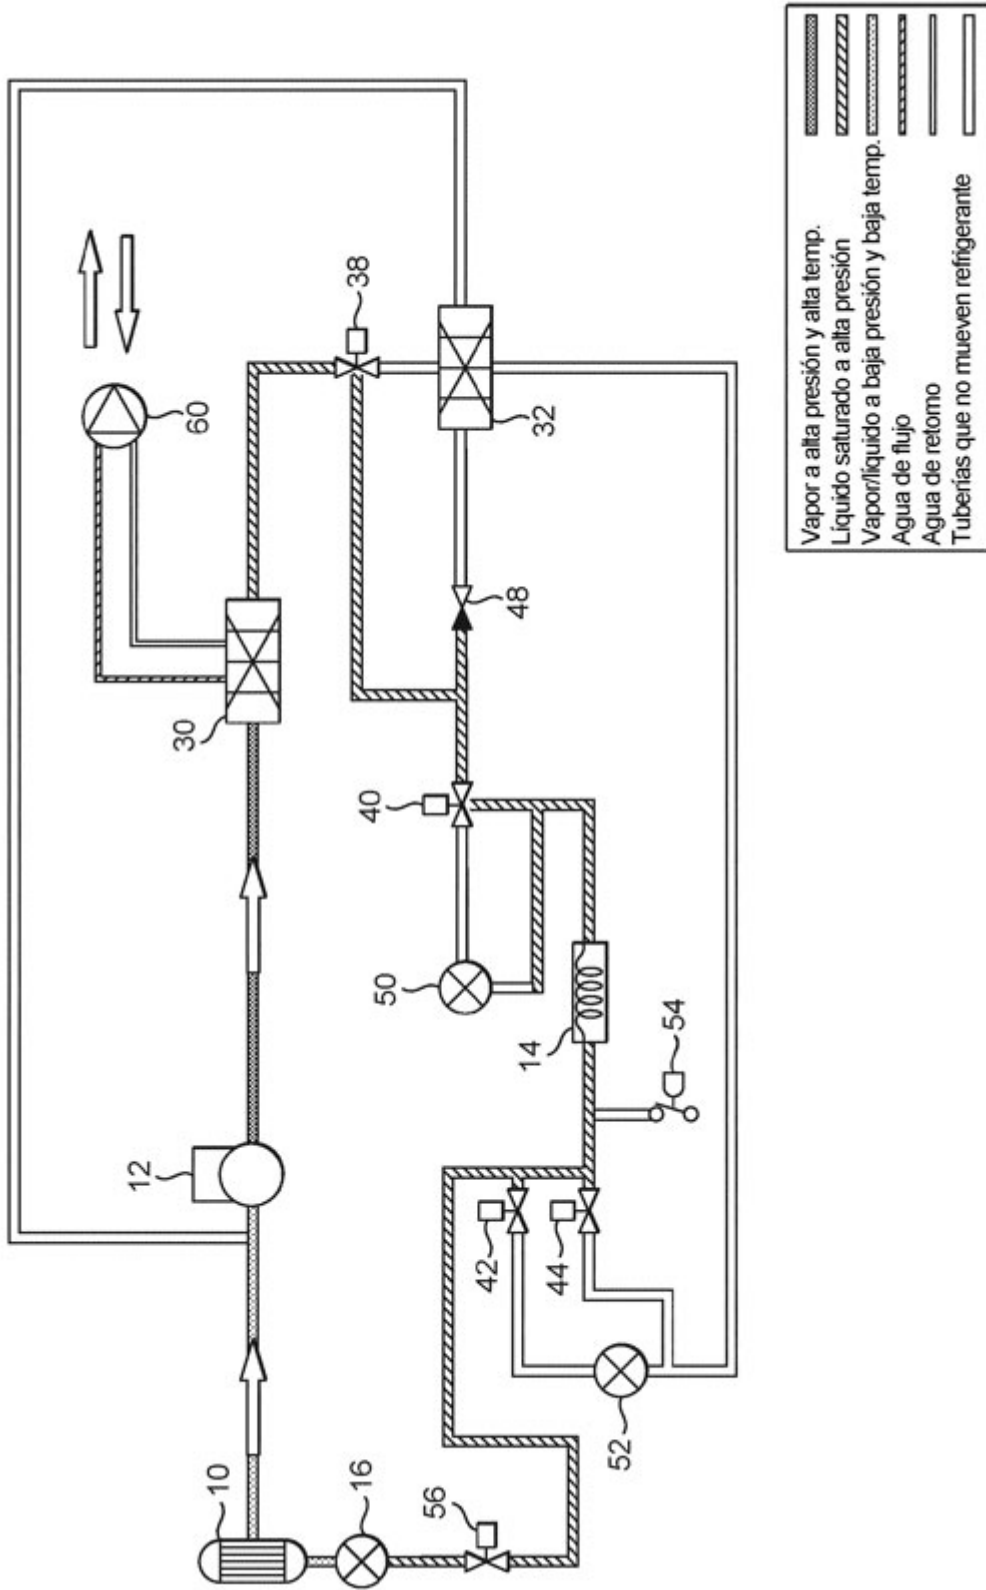 60
38
32
48
30
40
50
14
54
12
42
44
52
10
16
56
Vapor a alta presión y alta temp.
Líquido saturado a alta presión
Vapor/líquido a baja presión y baja temp.
Agua de flujo
Agua de retorno
Tuberías que no mueven refrigerante